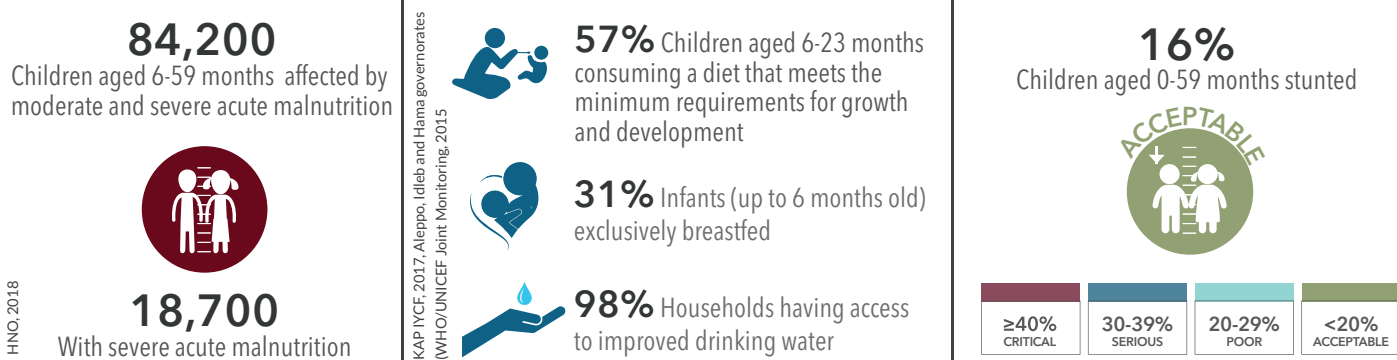 84,200
Children aged 6-59 months affected by
moderate and severe acute malnutrition
18,700
With severe acute malnutrition
HNO, 2018
KAP IYCF, 2017, Aleppo, Idleb and Hama governorates
(WHO/UNICEF Joint Monitoring, 2015
57% Children aged 6-23 months
consuming a diet that meets the
minimum requirements for growth
and development
31% Infants (up to 6 months old)
exclusively breastfed
98% Households having access
to improved drinking water
16%
Children aged 0-59 months stunted
ACCEPTABLE
≥40%
CRITICAL
30-39%
SERIOUS
20-29%
POOR
<20%
ACCEPTABLE